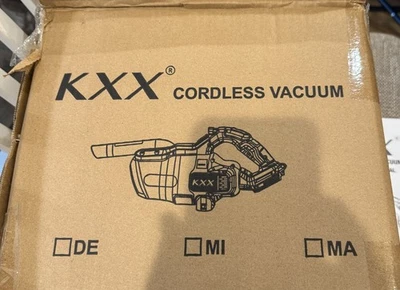 KXX® CORDLESS VACUUM
KXX
☐DE ☐MI ☐MA